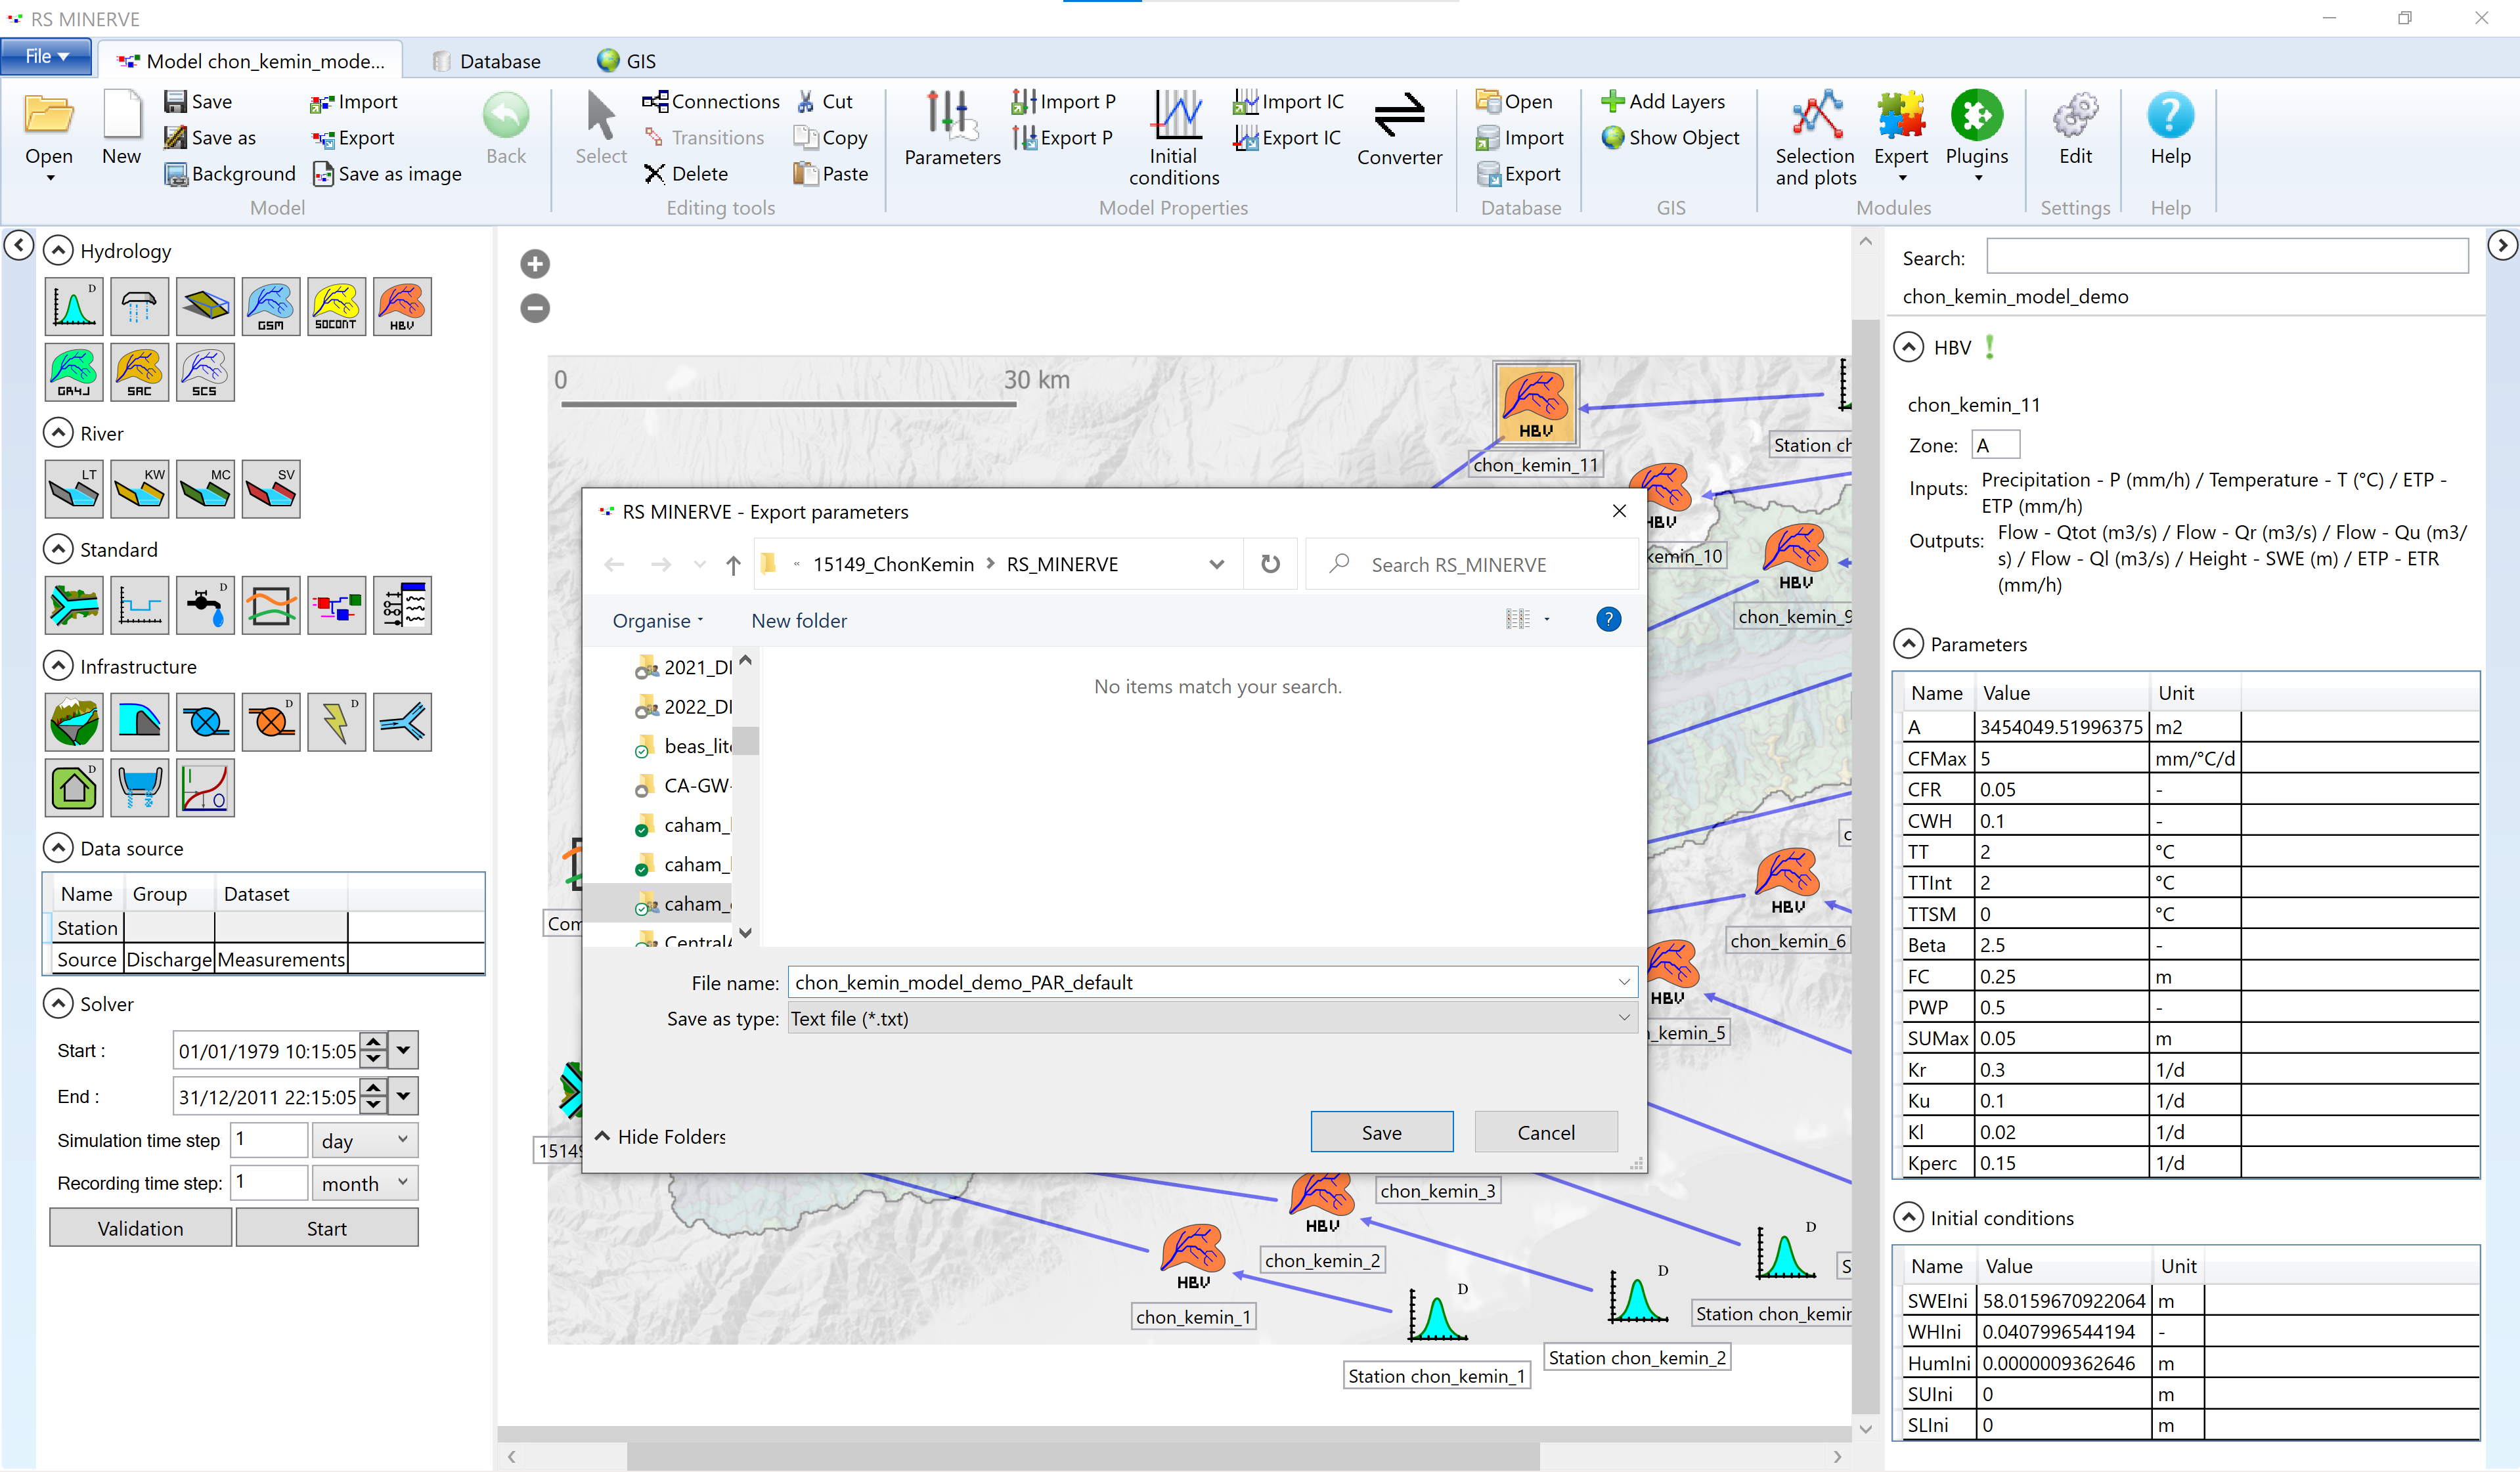 RS MINERVE
File
Model chon_kemin_mode...
Database
GIS
Open
New
Save
Save as
Background
Import
Export
Save as image
Back
Model
Select
Connections
Transitions
Delete
Cut
Copy
Paste
Editing tools
Parameters
Import P
Export P
Initial
conditions
Import IC
Export IC
Converter
Model Properties
Open
Import
Export
Database
Add Layers
Show Object
GIS
Selection
and plots
Expert
Plugins
Modules
Edit
Settings
Help
Help
Hydrology
D
GSM
SOCONT
HBV
GR4J
SAC
SCS
River
LT
KW
MC
SV
Standard
D
Infrastructure
D
D
D
I
O
Data source
Name Group Dataset
Station
Source Discharge Measurements
Solver
Start : 01/01/1979 10:15:05
End : 31/12/2011 22:15:05
Simulation time step 1 day
Recording time step: 1 month
Validation
Start
0 30 km
HBV
chon_kemin_11
Station ch
HBV
kemin_10
HBV
chon_kemin_9
HBV
chon_kemin_6
HBV
_kemin_5
Com
15149
chon_kemin_3
HBV
chon_kemin_2
HBV
chon_kemin_1
D
Station chon_kemin_1
D
Station chon_kemin_2
D
Station chon_kemin
RS MINERVE - Export parameters
« 15149_ChonKemin > RS_MINERVE
Search RS_MINERVE
Organise
New folder
?
2021_DI
2022_DI
beas_lit
CA-GW-
caham_
caham_
caham_
CentralA
No items match your search.
File name: chon_kemin_model_demo_PAR_default
Save as type: Text file (*.txt)
Hide Folders
Save
Cancel
Search:
chon_kemin_model_demo
HBV
chon_kemin_11
Zone: A
Inputs: Precipitation - P (mm/h) / Temperature - T (°C) / ETP -
ETP (mm/h)
Outputs: Flow - Qtot (m3/s) / Flow - Qr (m3/s) / Flow - Qu (m3/
s) / Flow - Ql (m3/s) / Height - SWE (m) / ETP - ETR
(mm/h)
Parameters
Name Value Unit
A 3454049.51996375 m2
CFMax 5 mm/°C/d
CFR 0.05 -
CWH 0.1 -
TT 2 °C
TTInt 2 °C
TTSM 0 °C
Beta 2.5 -
FC 0.25 m
PWP 0.5 -
SUMax 0.05 m
Kr 0.3 1/d
Ku 0.1 1/d
Kl 0.02 1/d
Kperc 0.15 1/d
Initial conditions
Name Value Unit
SWEIni 58.0159670922064 m
WHIni 0.0407996544194 -
HumIni 0.0000009362646 m
SUIni 0 m
SLIni 0 m